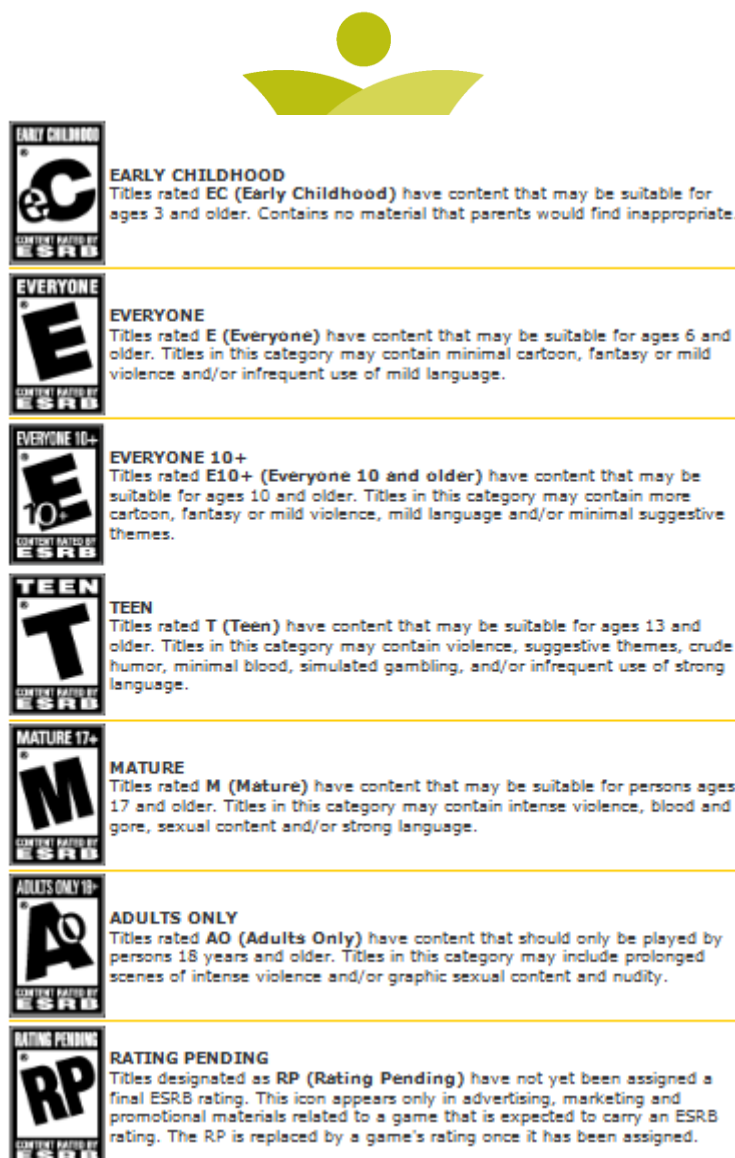 EARLY CHILDHOOD
eC
CONTENT RATED BY
ESRB
EARLY CHILDHOOD
Titles rated EC (Early Childhood) have content that may be suitable for
ages 3 and older. Contains no material that parents would find inappropriate.
EVERYONE
E
CONTENT RATED BY
ESRB
EVERYONE
Titles rated E (Everyone) have content that may be suitable for ages 6 and
older. Titles in this category may contain minimal cartoon, fantasy or mild
violence and/or infrequent use of mild language.
EVERYONE 10+
E
10+
CONTENT RATED BY
ESRB
EVERYONE 10+
Titles rated E10+ (Everyone 10 and older) have content that may be
suitable for ages 10 and older. Titles in this category may contain more
cartoon, fantasy or mild violence, mild language and/or minimal suggestive
themes.
TEEN
T
CONTENT RATED BY
ESRB
TEEN
Titles rated T (Teen) have content that may be suitable for ages 13 and
older. Titles in this category may contain violence, suggestive themes, crude
humor, minimal blood, simulated gambling, and/or infrequent use of strong
language.
MATURE 17+
M
CONTENT RATED BY
ESRB
MATURE
Titles rated M (Mature) have content that may be suitable for persons ages
17 and older. Titles in this category may contain intense violence, blood and
gore, sexual content and/or strong language.
ADULTS ONLY 18+
AO
CONTENT RATED BY
ESRB
ADULTS ONLY
Titles rated AO (Adults Only) have content that should only be played by
persons 18 years and older. Titles in this category may include prolonged
scenes of intense violence and/or graphic sexual content and nudity.
RATING PENDING
RP
CONTENT RATED BY
ESRB
RATING PENDING
Titles designated as RP (Rating Pending) have not yet been assigned a
final ESRB rating. This icon appears only in advertising, marketing and
promotional materials related to a game that is expected to carry an ESRB
rating. The RP is replaced by a game's rating once it has been assigned.